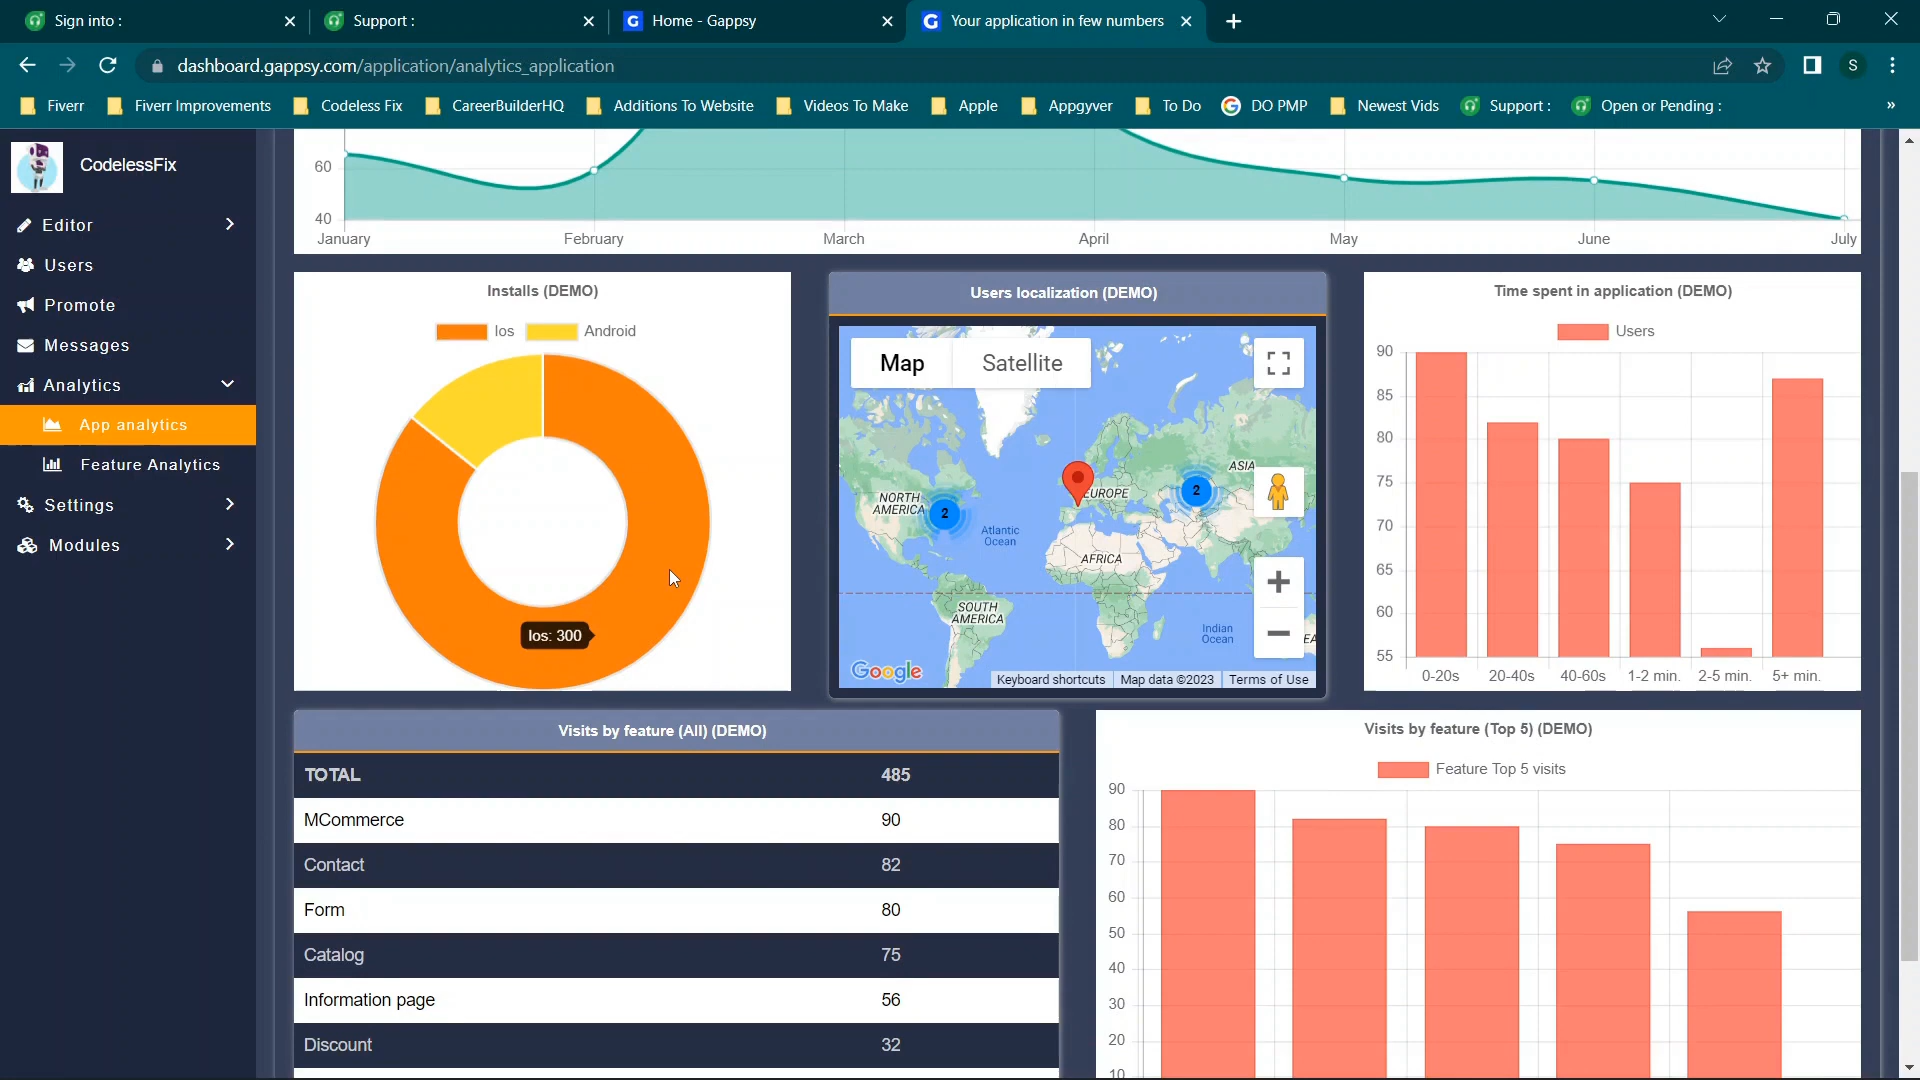 Sign into :
Support :
G Home - Gappsy
G Your application in few numbers
dashboard.gappsy.com/application/analytics_application
S
Fiverr
Fiverr Improvements
Codeless Fix
CareerBuilderHQ
Additions To Website
Videos To Make
Apple
Appgyver
To Do
G DO PMP
Newest Vids
Support :
Open or Pending :
»
CodelessFix
Editor
Users
Promote
Messages
Analytics
App analytics
Feature Analytics
Settings
Modules
60
40
January
February
March
April
May
June
July
Installs (DEMO)
Ios
Android
Ios: 300
Users localization (DEMO)
Map
Satellite
NORTH
AMERICA
Atlantic
Ocean
EUROPE
ASIA
AFRICA
SOUTH
AMERICA
Indian
Ocean
2
2
Google
Keyboard shortcuts
Map data ©2023
Terms of Use
Time spent in application (DEMO)
Users
90
85
80
75
70
65
60
55
0-20s
20-40s
40-60s
1-2 min.
2-5 min.
5+ min.
Visits by feature (All) (DEMO)
TOTAL 485
MCommerce 90
Contact 82
Form 80
Catalog 75
Information page 56
Discount 32
Visits by feature (Top 5) (DEMO)
Feature Top 5 visits
90
80
70
60
50
40
30
20
10